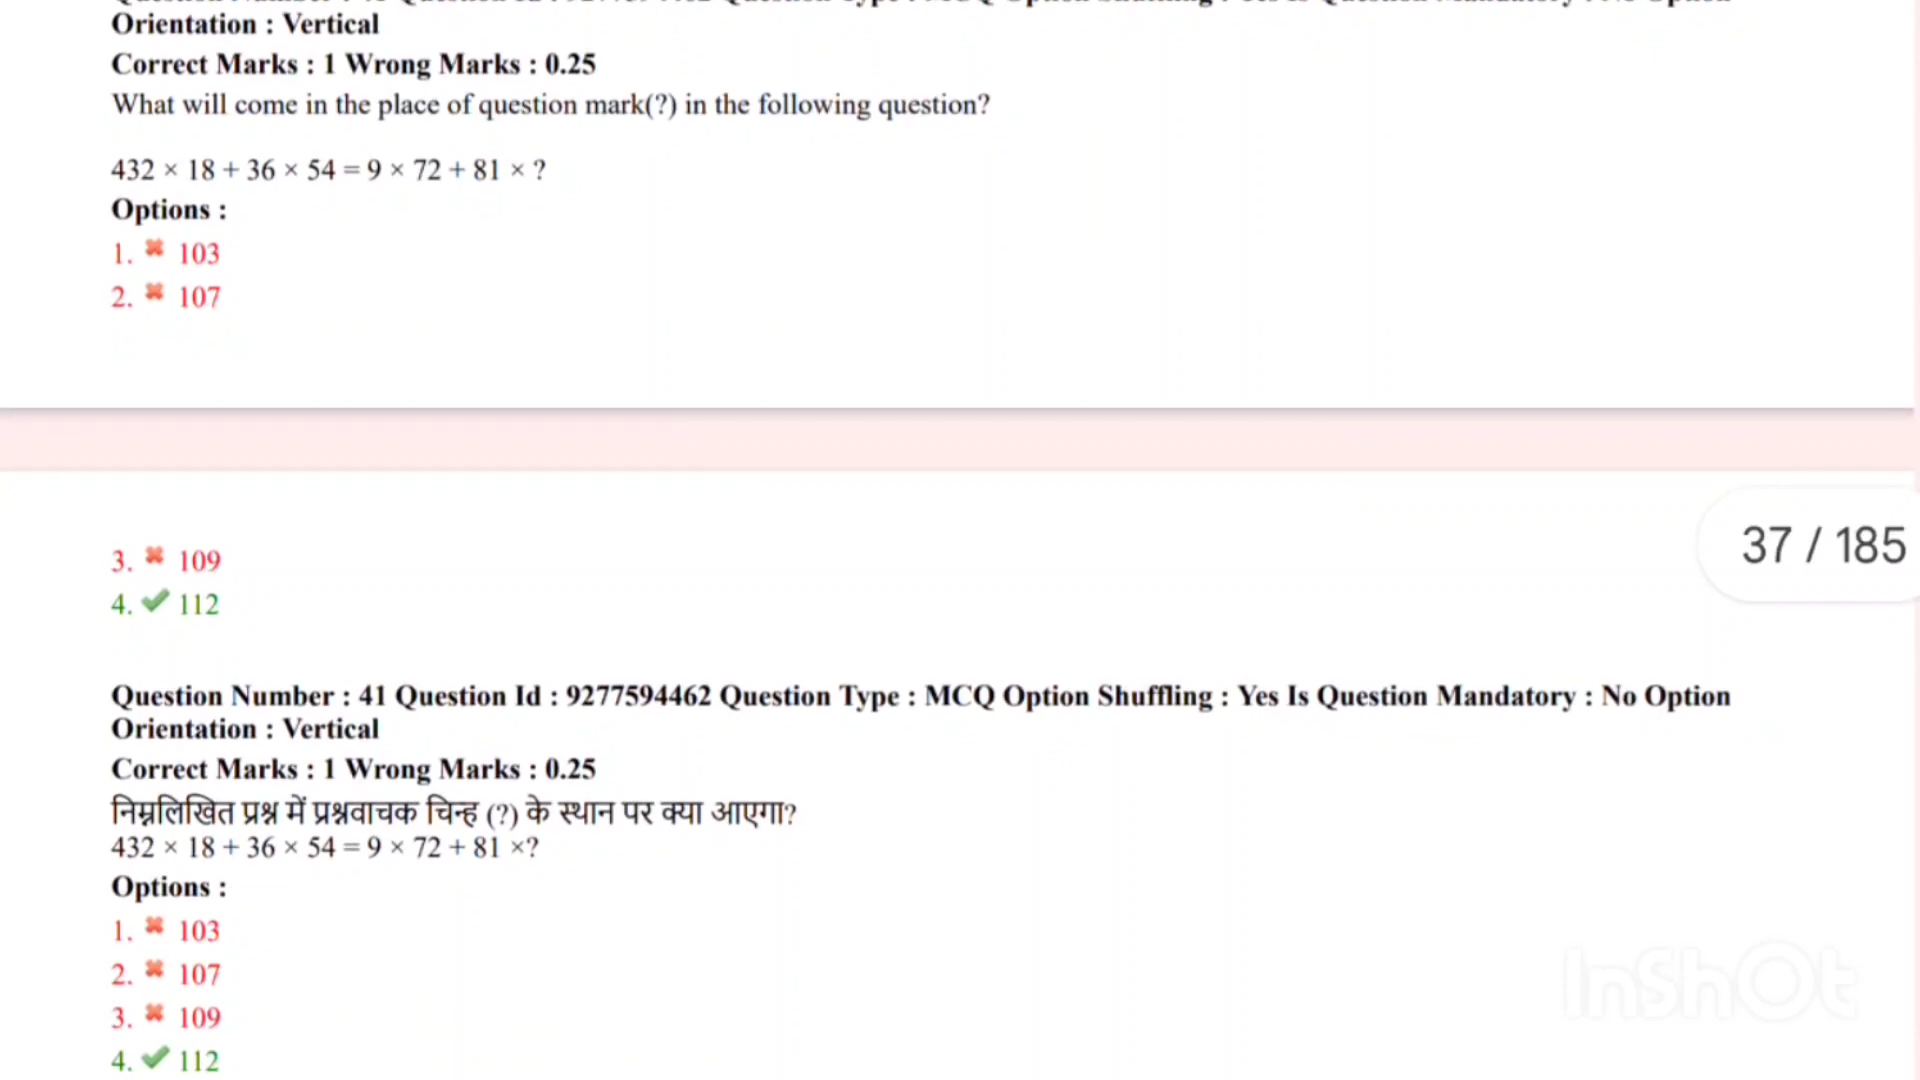 Orientation : Vertical
Correct Marks : 1 Wrong Marks : 0.25
What will come in the place of question mark(?) in the following question?
432 × 18 + 36 × 54 = 9 × 72 + 81 × ?
Options :
1. ✖ 103
2. ✖ 107
37 / 185
3. ✖ 109
4. ✔ 112
Question Number : 41 Question Id : 9277594462 Question Type : MCQ Option Shuffling : Yes Is Question Mandatory : No Option
Orientation : Vertical
Correct Marks : 1 Wrong Marks : 0.25
निम्नलिखित प्रश्न में प्रश्नवाचक चिन्ह (?) के स्थान पर क्या आएगा?
432 × 18 + 36 × 54 = 9 × 72 + 81 ×?
Options :
1. ✖ 103
2. ✖ 107
3. ✖ 109
4. ✔ 112
InShOt